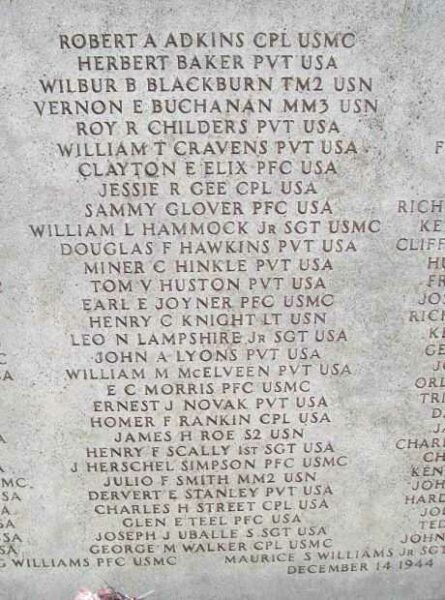 ROBERT A ADKINS CPL USMC
HERBERT BAKER PVT USA
WILBUR B BLACKBURN TM2 USN
VERNON E BUCHANAN MM3 USN
ROY R CHILDERS PVT USA
WILLIAM T CRAVENS PVT USA
CLAYTON E ELIX PFC USA
JESSIE R GEE CPL USA
SAMMY GLOVER PFC USA
WILLIAM L HAMMOCK JR SGT USMC
DOUGLAS F HAWKINS PVT USA
MINER C HINKLE PVT USA
TOM V HUSTON PVT USA
EARL E JOYNER PFC USMC
HENRY C KNIGHT LT USN
LEO N LAMPSHIRE JR SGT USA
JOHN A LYONS PVT USA
WILLIAM M McELVEEN PVT USA
E C MORRIS PFC USMC
ERNEST J NOVAK PVT USA
HOMER F RANKIN CPL USA
JAMES H ROE S2 USN
HENRY F SCALLY 1ST SGT USA
J HERSCHEL SIMPSON PFC USMC
JULIO F SMITH MM2 USN
DERVERT E STANLEY PVT USA
CHARLES H STREET CPL USA
GLEN E TEEL PFC USA
JOSEPH J UBALLE S SGT USA
GEORGE M WALKER CPL USMC
G WILLIAMS PFC USMC MAURICE S WILLIAMS JR SGT
DECEMBER 14 1944